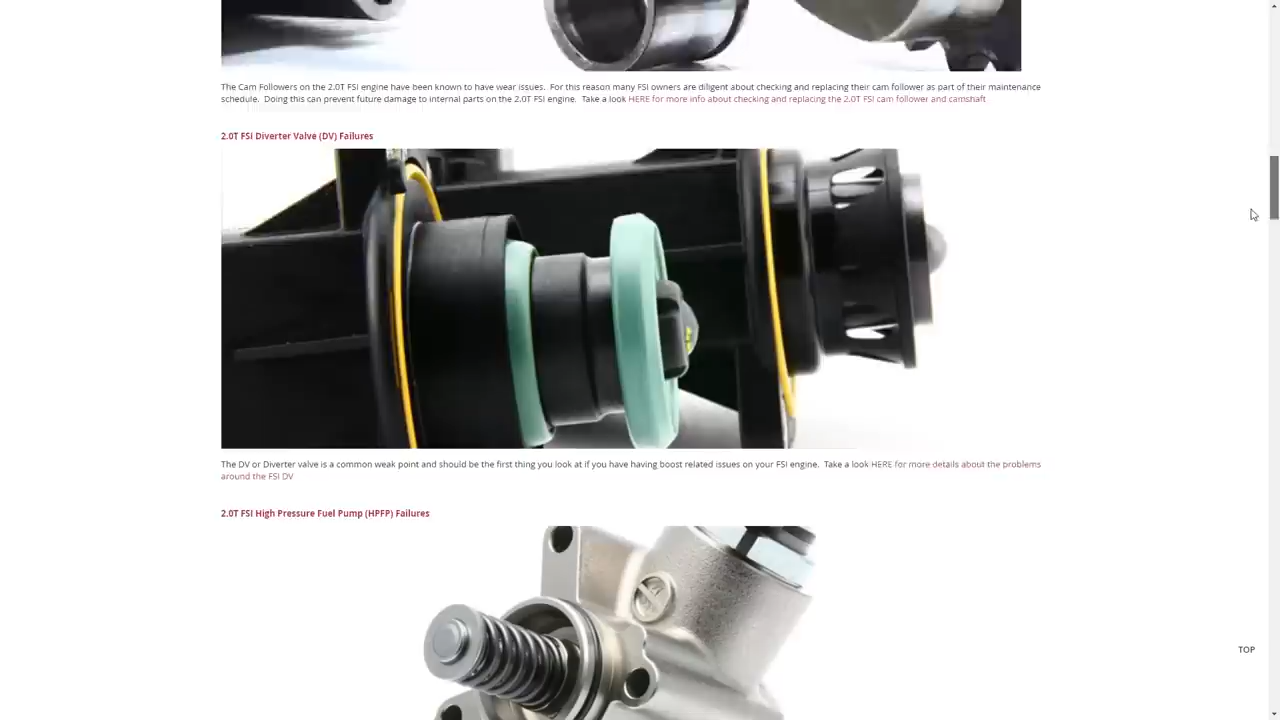 The Cam Followers on the 2.0T FSI engine have been known to have wear issues. For this reason many FSI owners are diligent about checking and replacing their cam follower as part of their maintenance
schedule. Doing this can prevent future damage to internal parts on the 2.0T FSI engine. Take a look HERE for more info about checking and replacing the 2.0T FSI cam follower and camshaft
2.0T FSI Diverter Valve (DV) Failures
The DV or Diverter valve is a common weak point and should be the first thing you look at if you have having boost related issues on your FSI engine. Take a look HERE for more details about the problems
around the FSI DV
2.0T FSI High Pressure Fuel Pump (HPFP) Failures
TOP